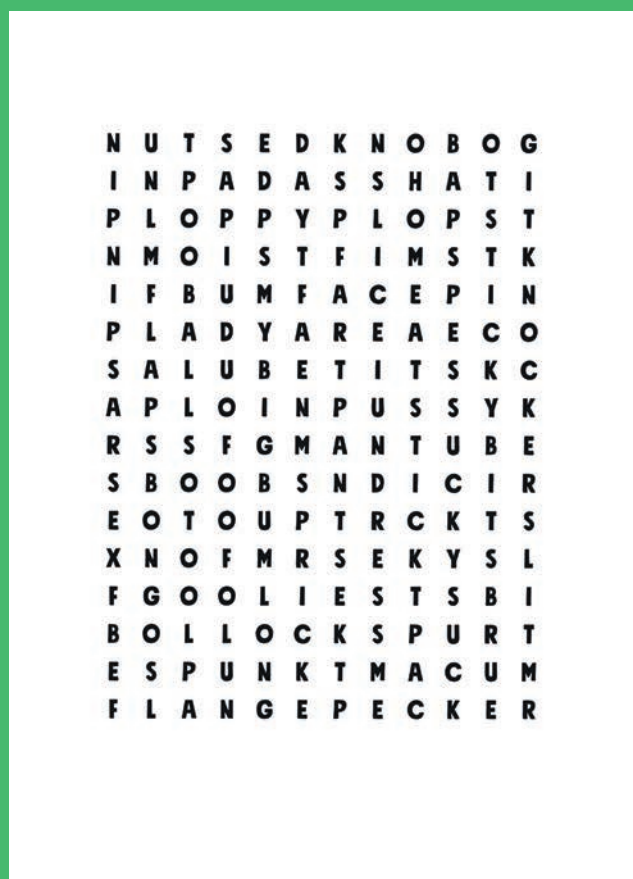 N U T S E D K N O B O G
I N P A D A S S H A T I
P L O P P Y P L O P S T
N M O I S T F I M S T K
I F B U M F A C E P I N
P L A D Y A R E A E C O
S A L U B E T I T S K C
A P L O I N P U S S Y K
R S S F G M A N T U B E
S B O O B S N D I C I R
E O T O U P T R C K T S
X N O F M R S E K Y S L
F G O O L I E S T S B I
B O L L O C K S P U R T
E S P U N K T M A C U M
F L A N G E P E C K E R